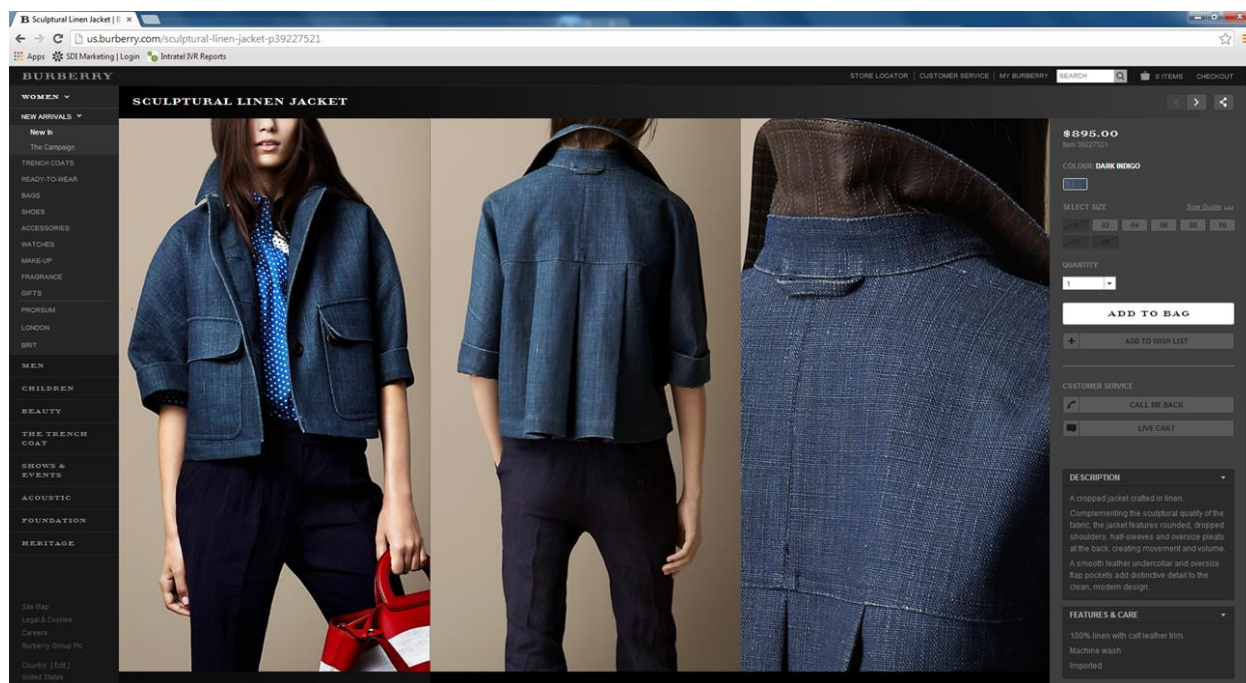 B Sculptural Linen Jacket | B
us.burberry.com/sculptural-linen-jacket-p39227521
Apps SDI Marketing | Login Intratel IVR Reports
BURBERRY
STORE LOCATOR | CUSTOMER SERVICE | MY BURBERRY
SEARCH
0 ITEMS
CHECKOUT
WOMEN
NEW ARRIVALS
New In
The Campaign
TRENCH COATS
READY-TO-WEAR
BAGS
SHOES
ACCESSORIES
WATCHES
MAKE-UP
FRAGRANCE
GIFTS
PRORSUM
LONDON
BRIT
MEN
CHILDREN
BEAUTY
THE TRENCH
COAT
SHOWS &
EVENTS
ACOUSTIC
FOUNDATION
HERITAGE
Site Map
Legal & Cookies
Careers
Burberry Group Plc
Country: [ Edit ]
United States
SCULPTURAL LINEN JACKET
$895.00
Item 39227521
COLOUR: DARK INDIGO
SELECT SIZE Size Guide
02 04 06 08 10
QUANTITY
1
ADD TO BAG
+ ADD TO WISH LIST
CUSTOMER SERVICE
CALL ME BACK
LIVE CHAT
DESCRIPTION
A cropped jacket crafted in linen.
Complementing the sculptural quality of the
fabric, the jacket features rounded, dropped
shoulders, half-sleeves and oversize pleats
at the back, creating movement and volume.
A smooth leather undercollar and oversize
flap pockets add distinctive detail to the
clean, modern design.
FEATURES & CARE
100% linen with calf leather trim
Machine wash
Imported